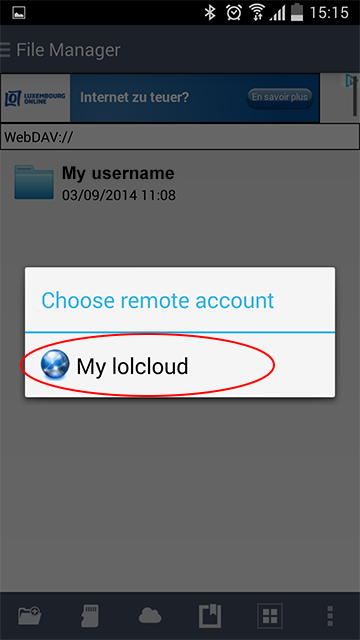 15:15
File Manager
LUXEMBOURG
ONLINE
Internet zu teuer?
En savoir plus
WebDAV://
My username
03/09/2014 11:08
Choose remote account
My lolcloud